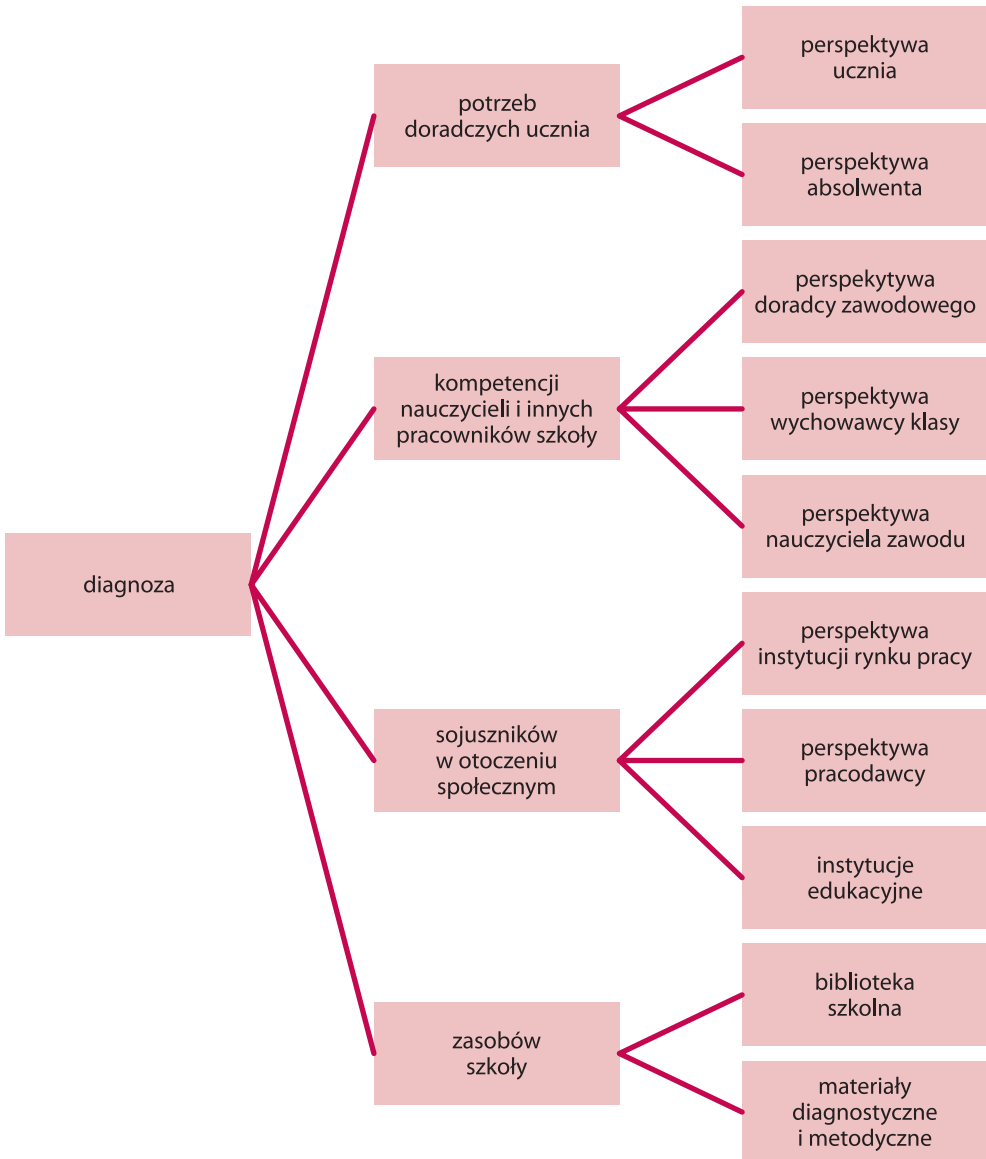 perspektywa
ucznia
potrzeb
doradczych ucznia
perspektywa
absolwenta
perspekytywa
doradcy zawodowego
kompetencji
nauczycieli i innych
pracowników szkoły
perspektywa
wychowawcy klasy
perspektywa
nauczyciela zawodu
diagnoza
perspektywa
instytucji rynku pracy
sojuszników
w otoczeniu
społecznym
perspektywa
pracodawcy
instytucje
edukacyjne
biblioteka
szkolna
zasobów
szkoły
materiały
diagnostyczne
i metodyczne